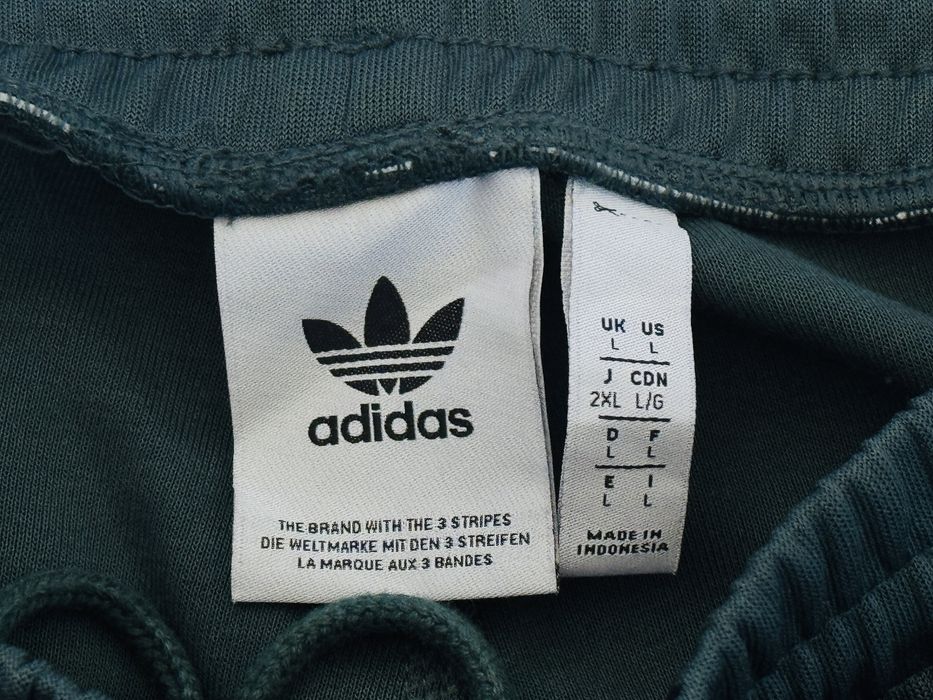 adidas
THE BRAND WITH THE 3 STRIPES
DIE WELTMARKE MIT DEN 3 STREIFEN
LA MARQUE AUX 3 BANDES
UK US
L L
J CDN
2XL L/G
D F
L L
E I
L L
MADE IN
INDONESIA